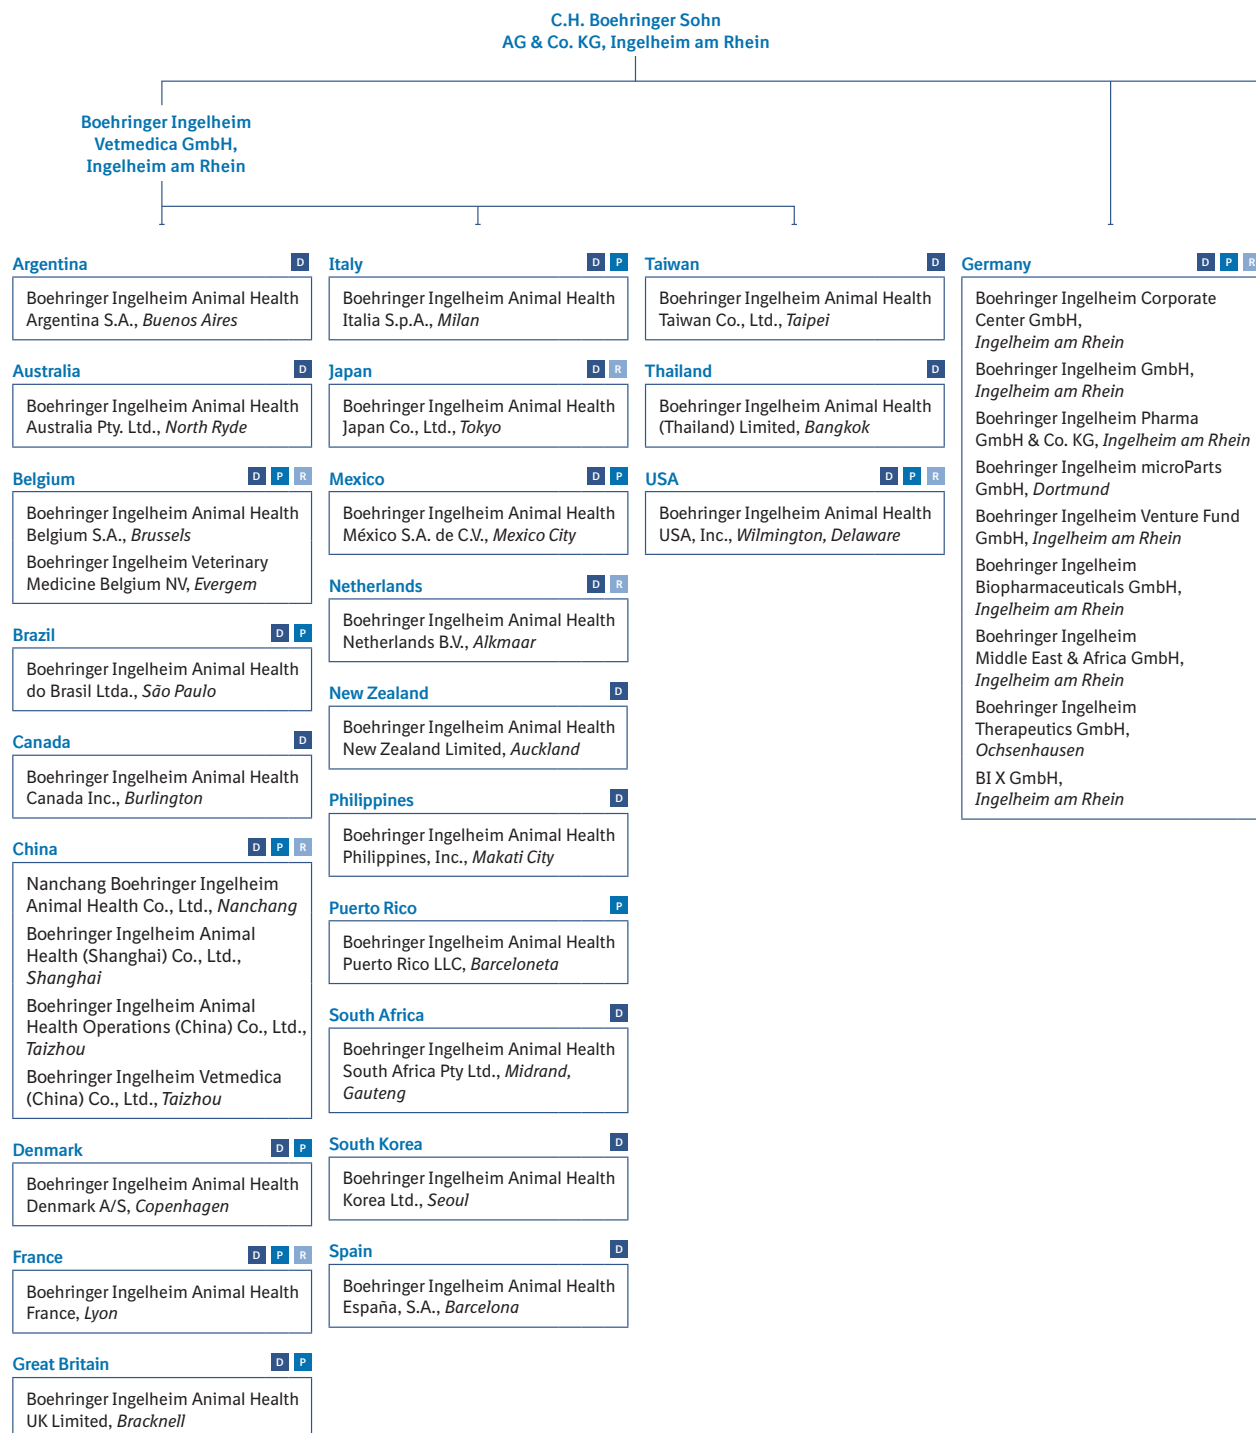 C.H. Boehringer Sohn
AG & Co. KG, Ingelheim am Rhein
Boehringer Ingelheim
Vetmedica GmbH,
Ingelheim am Rhein
Argentina D
Boehringer Ingelheim Animal Health
Argentina S.A., Buenos Aires
Australia D
Boehringer Ingelheim Animal Health
Australia Pty. Ltd., North Ryde
Belgium D P R
Boehringer Ingelheim Animal Health
Belgium S.A., Brussels
Boehringer Ingelheim Veterinary
Medicine Belgium NV, Evergem
Brazil D P
Boehringer Ingelheim Animal Health
do Brasil Ltda., São Paulo
Canada D
Boehringer Ingelheim Animal Health
Canada Inc., Burlington
China D P R
Nanchang Boehringer Ingelheim
Animal Health Co., Ltd., Nanchang
Boehringer Ingelheim Animal
Health (Shanghai) Co., Ltd.,
Shanghai
Boehringer Ingelheim Animal
Health Operations (China) Co., Ltd.,
Taizhou
Boehringer Ingelheim Vetmedica
(China) Co., Ltd., Taizhou
Denmark D P
Boehringer Ingelheim Animal Health
Denmark A/S, Copenhagen
France D P R
Boehringer Ingelheim Animal Health
France, Lyon
Great Britain D P
Boehringer Ingelheim Animal Health
UK Limited, Bracknell
Italy D P
Boehringer Ingelheim Animal Health
Italia S.p.A., Milan
Japan D R
Boehringer Ingelheim Animal Health
Japan Co., Ltd., Tokyo
Mexico D P
Boehringer Ingelheim Animal Health
México S.A. de C.V., Mexico City
Netherlands D R
Boehringer Ingelheim Animal Health
Netherlands B.V., Alkmaar
New Zealand D
Boehringer Ingelheim Animal Health
New Zealand Limited, Auckland
Philippines D
Boehringer Ingelheim Animal Health
Philippines, Inc., Makati City
Puerto Rico P
Boehringer Ingelheim Animal Health
Puerto Rico LLC, Barceloneta
South Africa D
Boehringer Ingelheim Animal Health
South Africa Pty Ltd., Midrand,
Gauteng
South Korea D
Boehringer Ingelheim Animal Health
Korea Ltd., Seoul
Spain D
Boehringer Ingelheim Animal Health
España, S.A., Barcelona
Taiwan D
Boehringer Ingelheim Animal Health
Taiwan Co., Ltd., Taipei
Thailand D
Boehringer Ingelheim Animal Health
(Thailand) Limited, Bangkok
USA D P R
Boehringer Ingelheim Animal Health
USA, Inc., Wilmington, Delaware
Germany D P R
Boehringer Ingelheim Corporate
Center GmbH,
Ingelheim am Rhein
Boehringer Ingelheim GmbH,
Ingelheim am Rhein
Boehringer Ingelheim Pharma
GmbH & Co. KG, Ingelheim am Rhein
Boehringer Ingelheim microParts
GmbH, Dortmund
Boehringer Ingelheim Venture Fund
GmbH, Ingelheim am Rhein
Boehringer Ingelheim
Biopharmaceuticals GmbH,
Ingelheim am Rhein
Boehringer Ingelheim
Middle East & Africa GmbH,
Ingelheim am Rhein
Boehringer Ingelheim
Therapeutics GmbH,
Ochsenhausen
BI X GmbH,
Ingelheim am Rhein